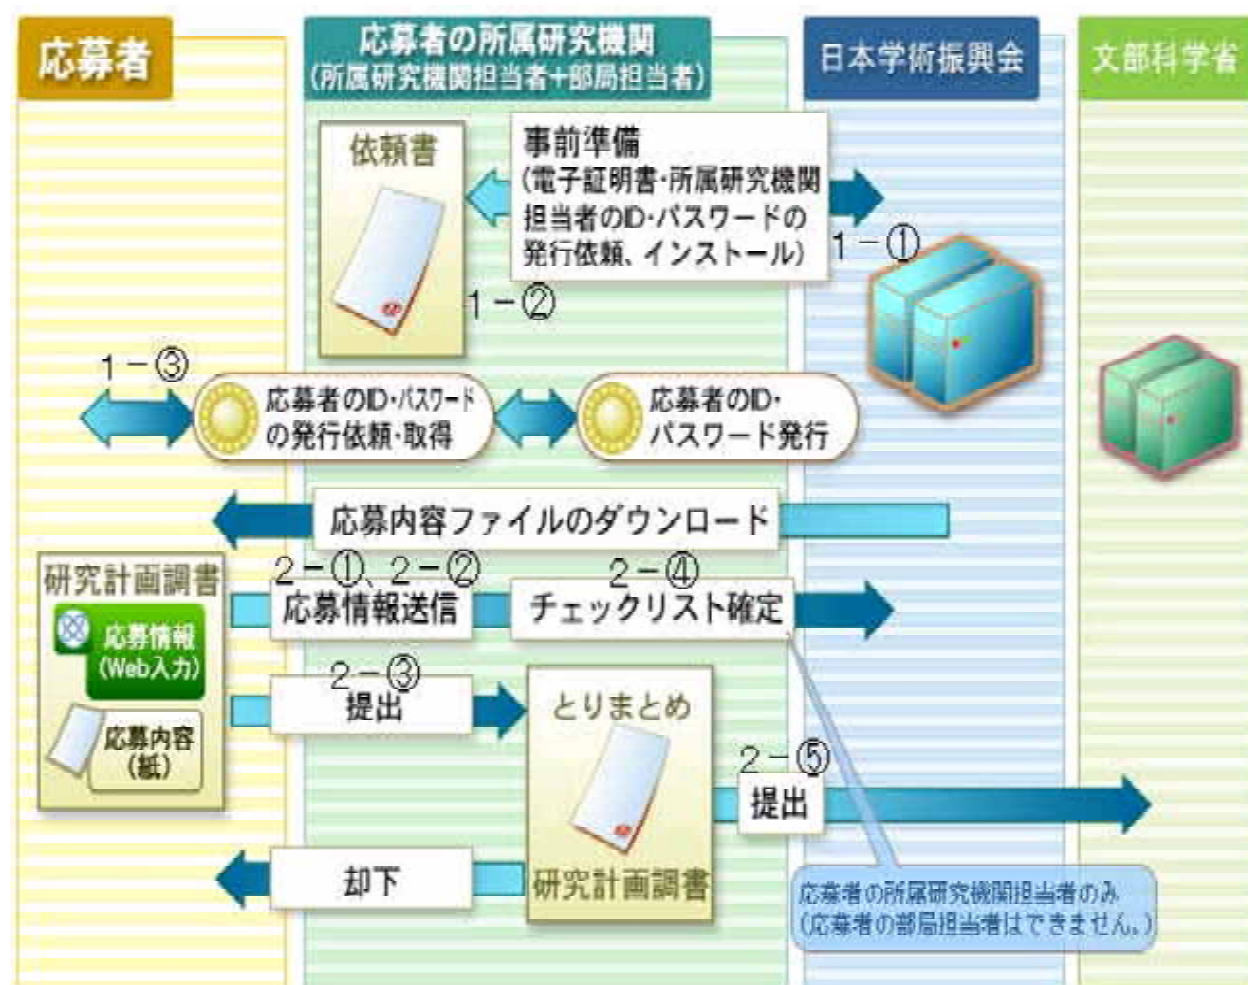 応募者
応募者の所属研究機関
(所属研究機関担当者+部局担当者)
日本学術振興会
文部科学省
依頼書
事前準備
(電子証明書・所属研究機関
担当者のID・パスワードの
発行依頼、インストール)
1-①
1-②
1-③
応募者のID・パスワード
の発行依頼・取得
応募者のID・
パスワード発行
応募内容ファイルのダウンロード
研究計画調書
応募情報
(Web入力)
応募内容
(紙)
2-①、2-②
応募情報送信
2-④
チェックリスト確定
2-③
提出
とりまとめ
研究計画調書
2-⑤
提出
却下
応募者の所属研究機関担当者のみ
(応募者の部局担当者はできません。)